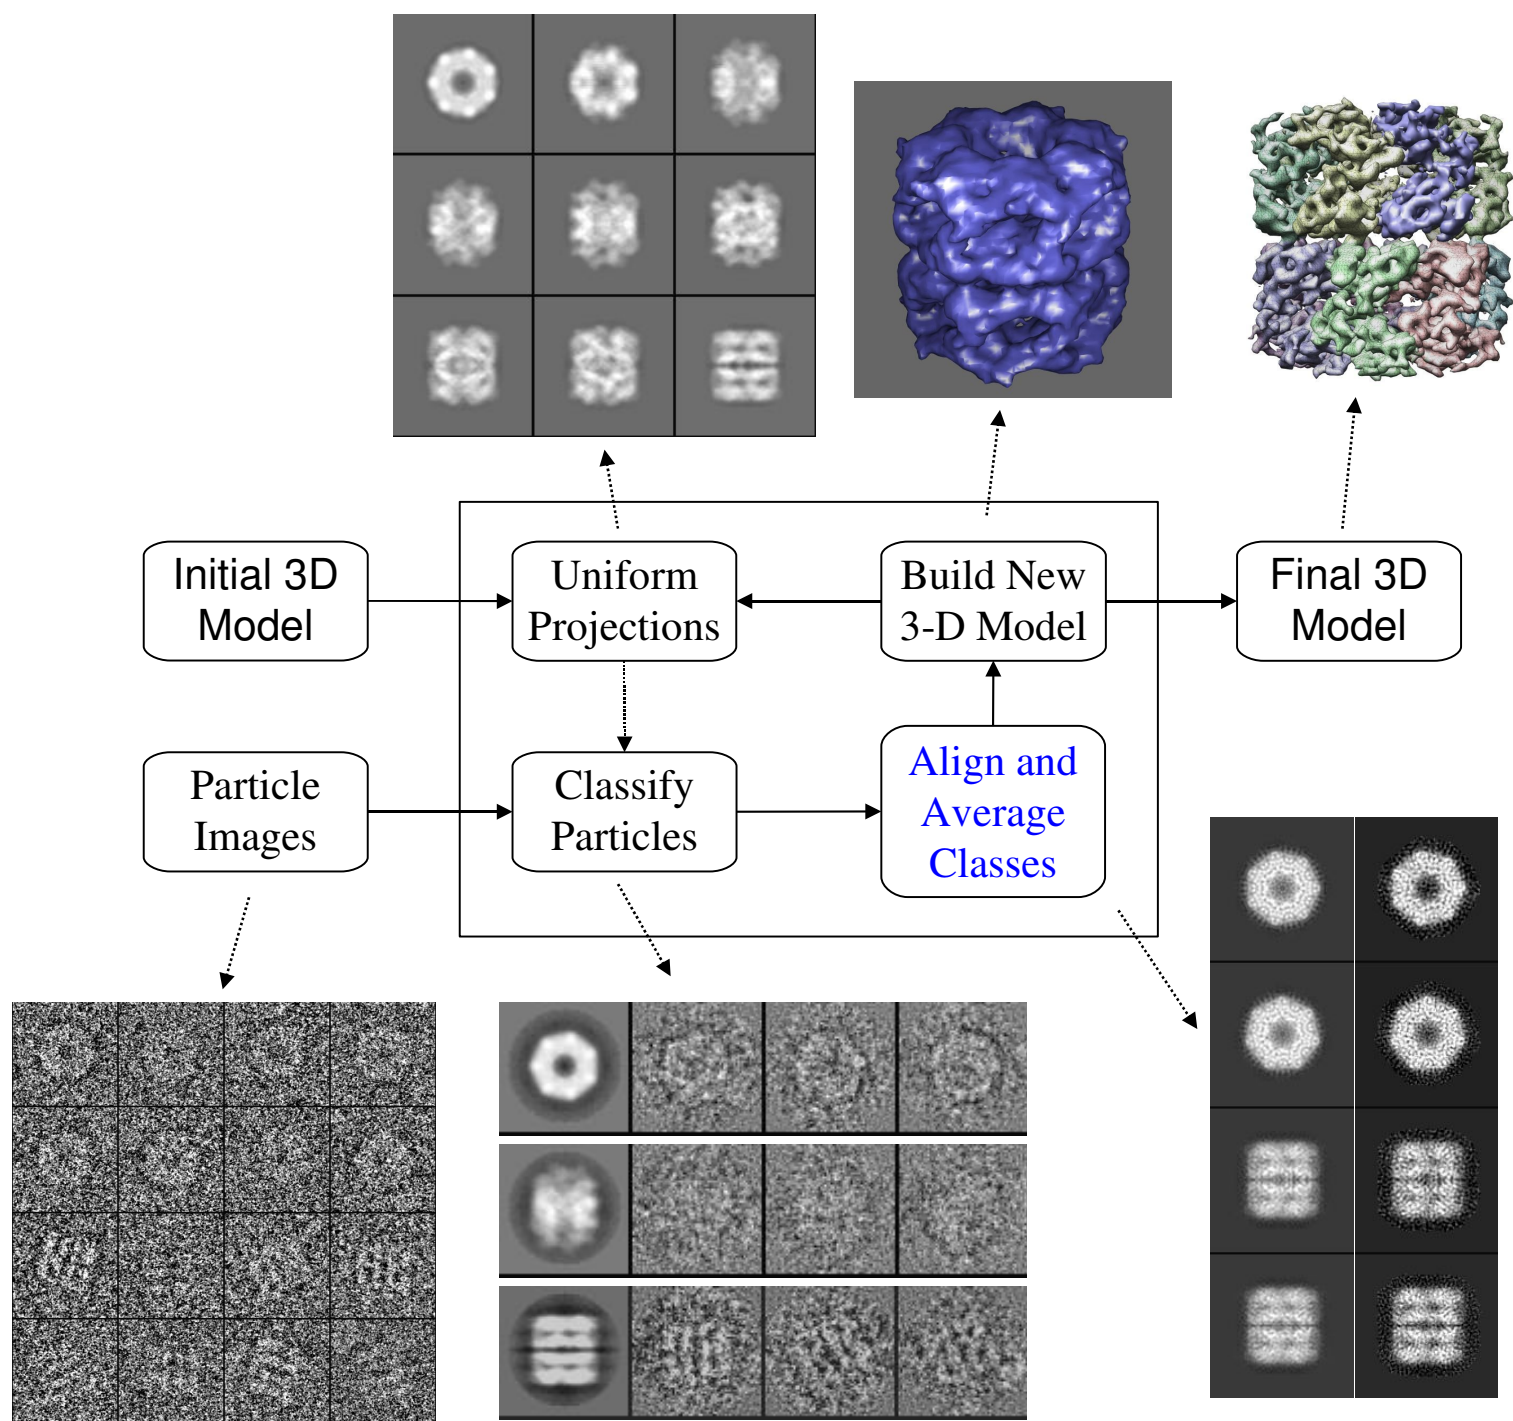 Initial 3D
Model
Uniform
Projections
Build New
3-D Model
Final 3D
Model
Particle
Images
Classify
Particles
Align and
Average
Classes